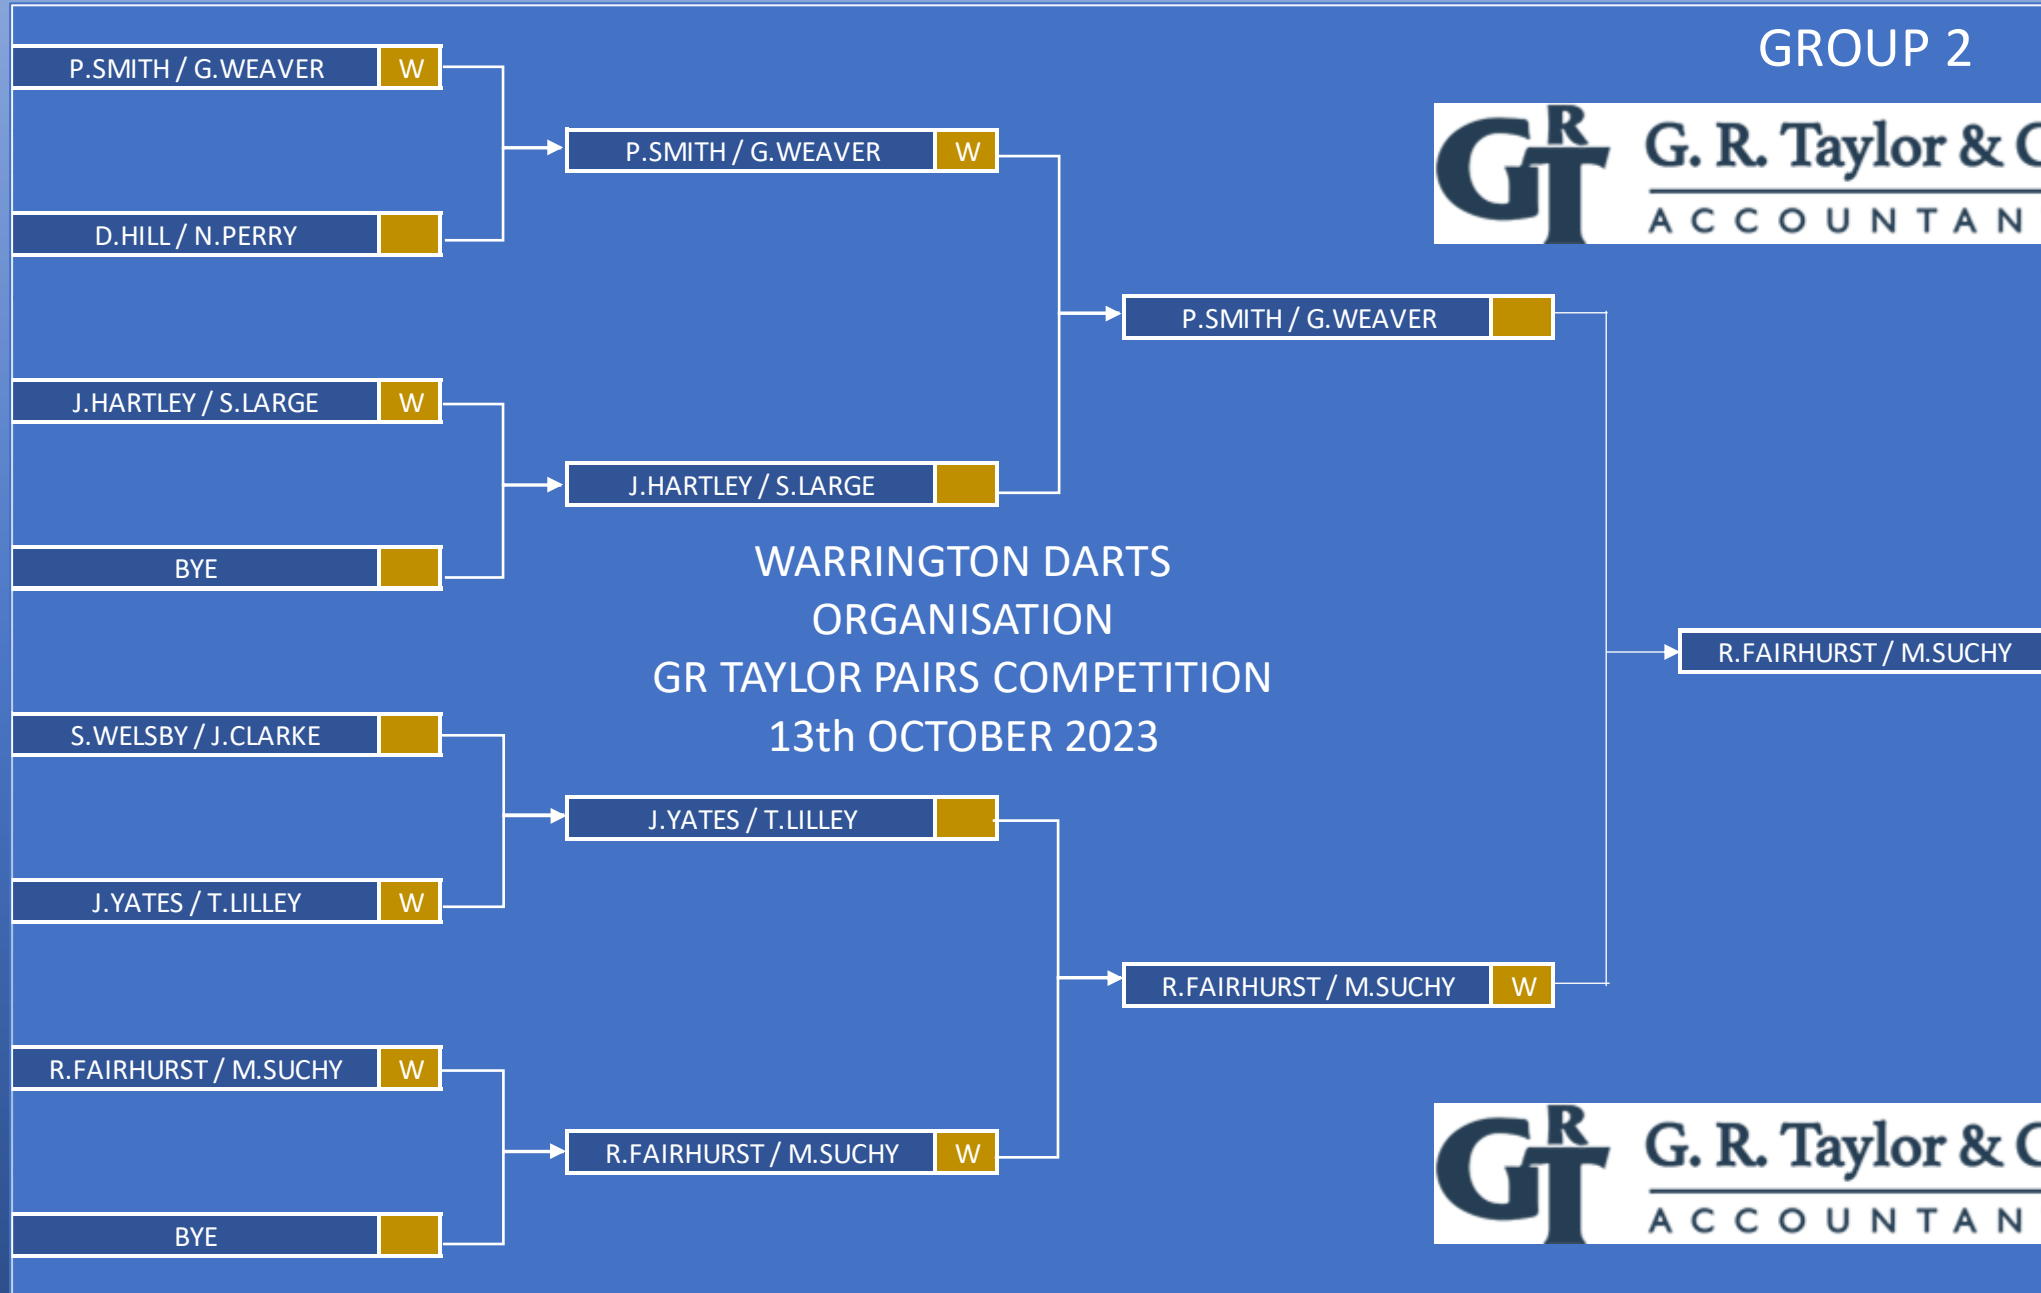 GROUP 2
P.SMITH / G.WEAVER W
D.HILL / N.PERRY
J.HARTLEY / S.LARGE W
BYE
S.WELSBY / J.CLARKE
J.YATES / T.LILLEY W
R.FAIRHURST / M.SUCHY W
BYE
P.SMITH / G.WEAVER W
J.HARTLEY / S.LARGE
WARRINGTON DARTS
ORGANISATION
GR TAYLOR PAIRS COMPETITION
13th OCTOBER 2023
J.YATES / T.LILLEY
R.FAIRHURST / M.SUCHY W
P.SMITH / G.WEAVER
R.FAIRHURST / M.SUCHY W
R.FAIRHURST / M.SUCHY
GRT
G. R. Taylor & C
ACCOUNTAN
GRT
G. R. Taylor & C
ACCOUNTAN